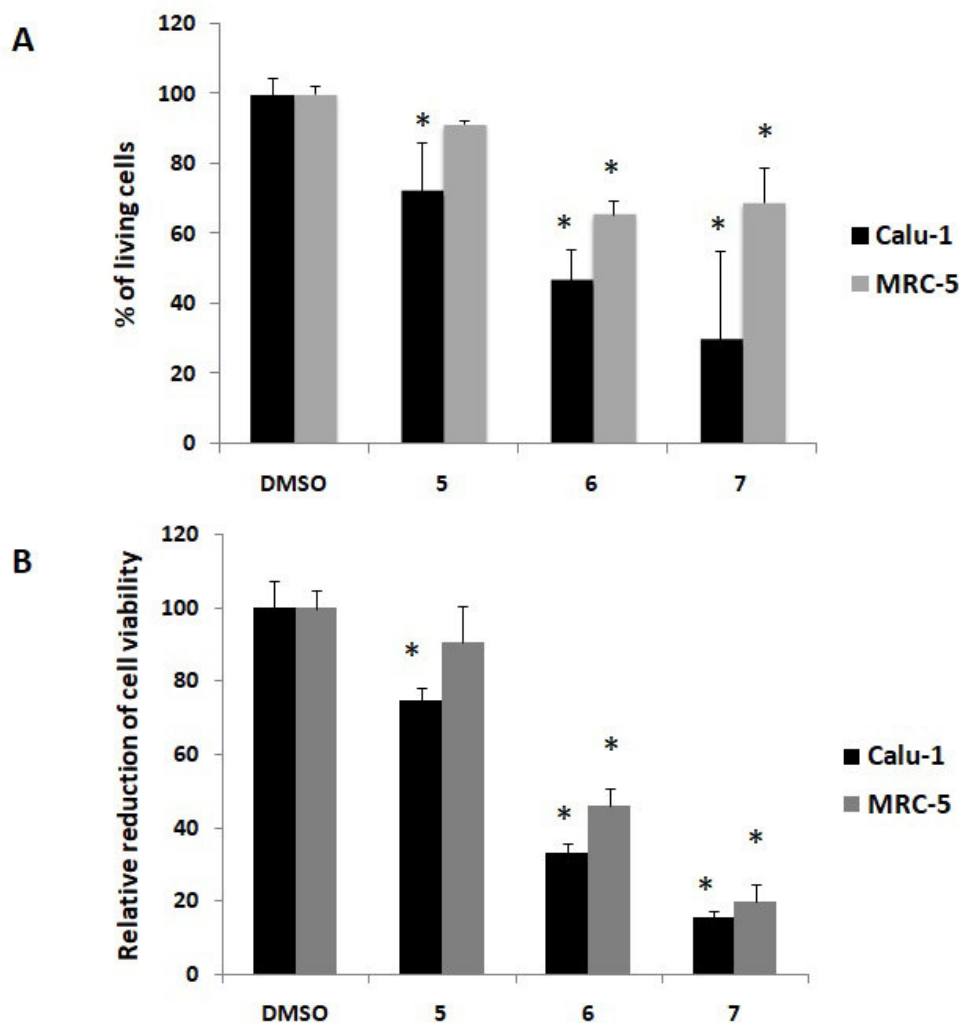 A
% of living cells
120
100
80
60
40
20
0
* * * * *
DMSO 5 6 7
Calu-1
MRC-5
B
Relative reduction of cell viability
120
100
80
60
40
20
0
* * * * *
DMSO 5 6 7
Calu-1
MRC-5